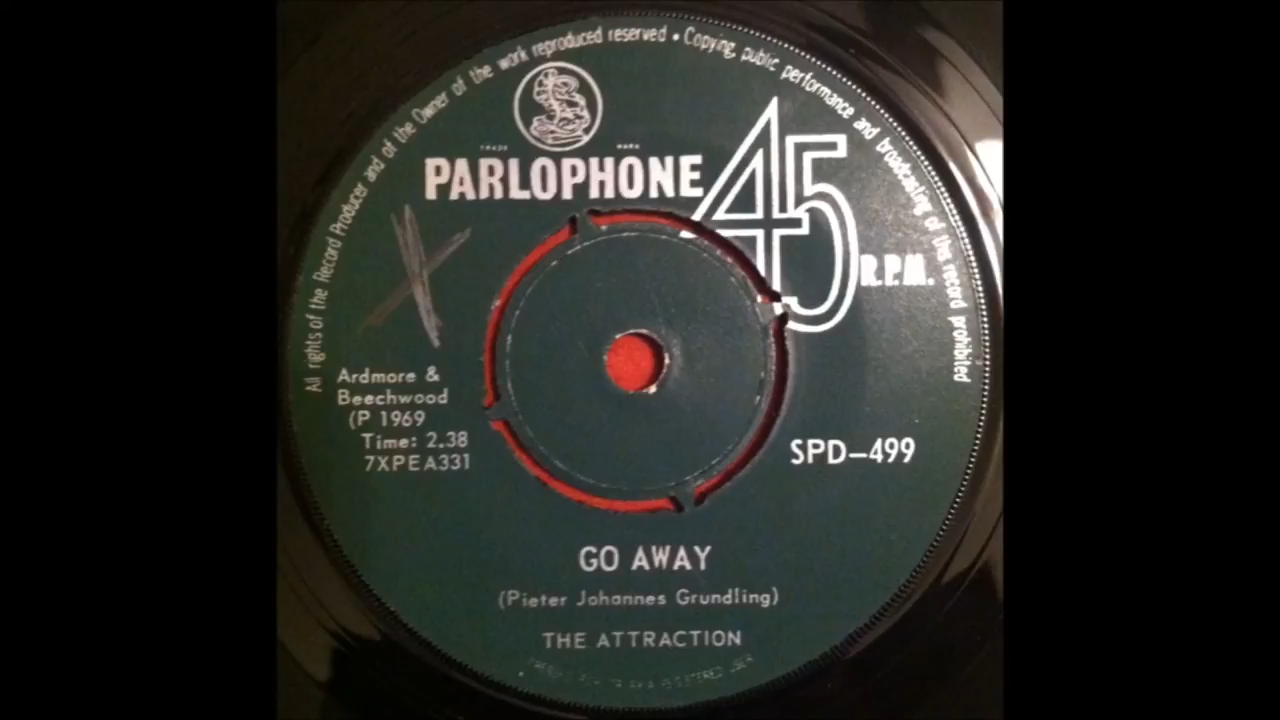 All rights of the Record Producer and of the Owner of the work reproduced reserved • Copying, public performance and broadcasting of this record prohibited
TRADE MARK
PARLOPHONE
45
R.P.M.
Ardmore &
Beechwood
(P 1969
Time: 2.38
7XPEA331
SPD–499
GO AWAY
(Pieter Johannes Grundling)
THE ATTRACTION